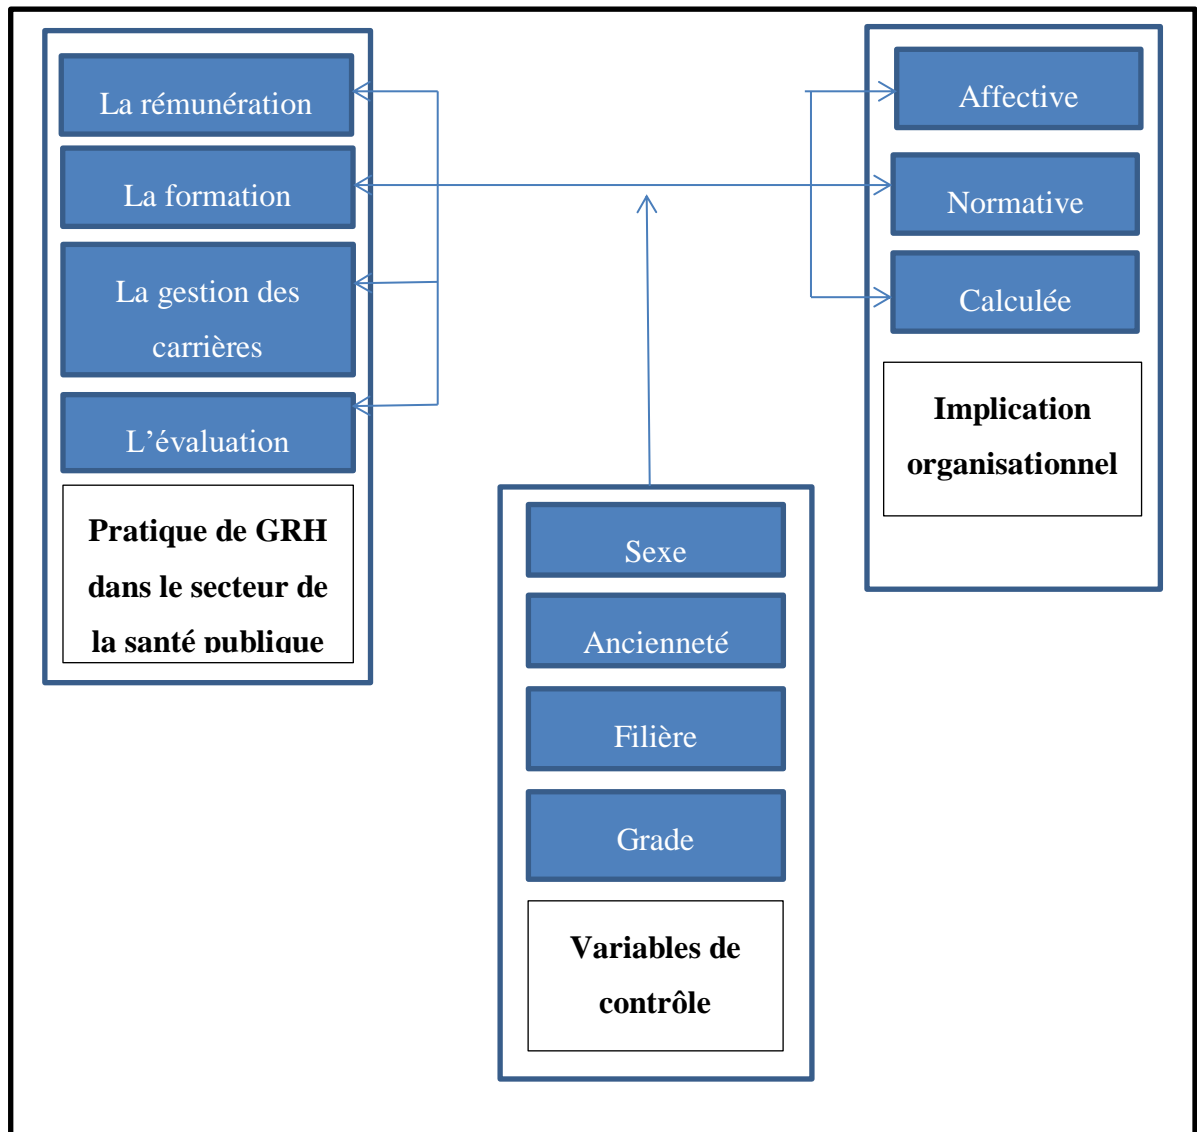 La rémunération
La formation
La gestion des
carrières
L’évaluation
Pratique de GRH
dans le secteur de
la santé publique
Affective
Normative
Calculée
Implication
organisationnel
Sexe
Ancienneté
Filière
Grade
Variables de
contrôle